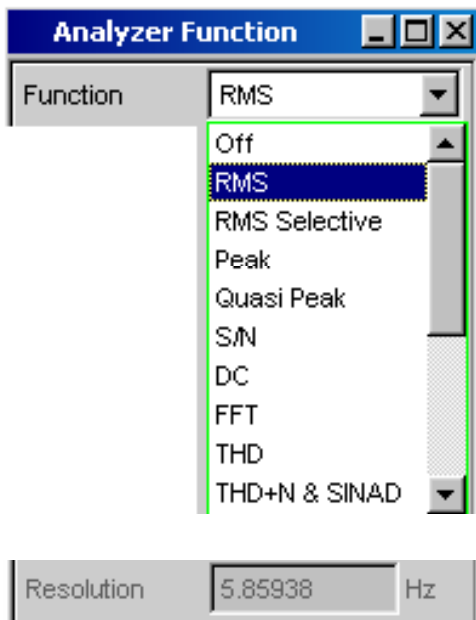 Analyzer Function
Function RMS
Off
RMS
RMS Selective
Peak
Quasi Peak
S/N
DC
FFT
THD
THD+N & SINAD
Resolution 5.85938 Hz